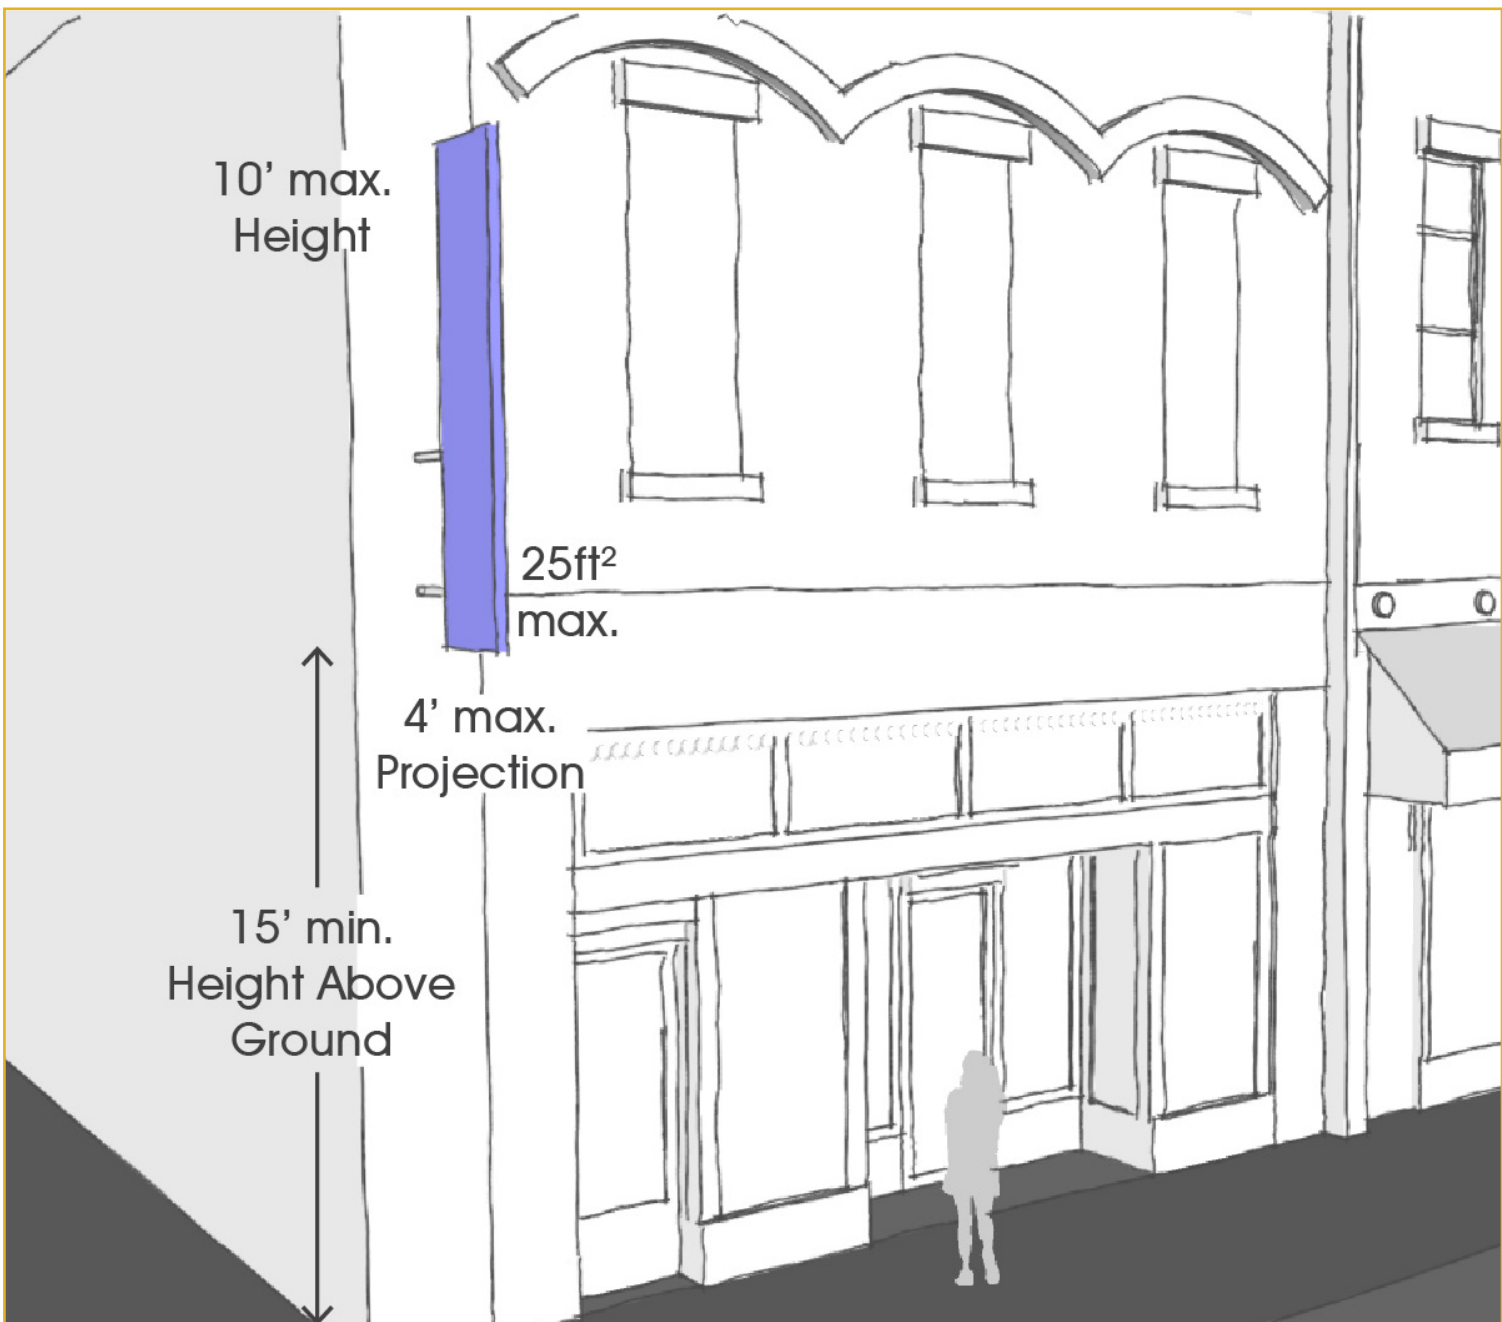 10’ max.
Height
25ft²
max.
4’ max.
Projection
15’ min.
Height Above
Ground